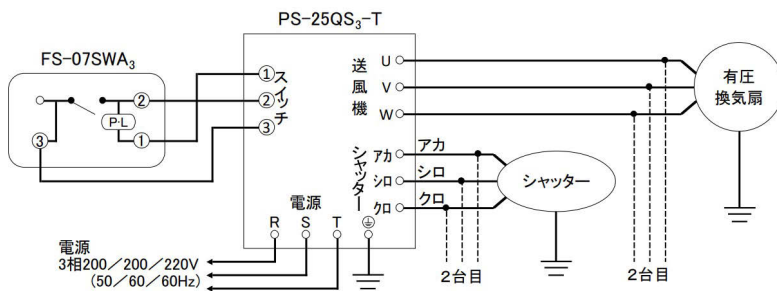 PS-25QS₃-T
FS-07SWA₃
P·L
②
①
③
①
②
③
スイッチ
送風機
U
V
W
有圧
換気扇
シャッター
アカ
シロ
クロ
アカ
シロ
クロ
シャッター
電源
R
S
T
電源
3相200／200／220V
（50／60／60Hz）
2台目
2台目